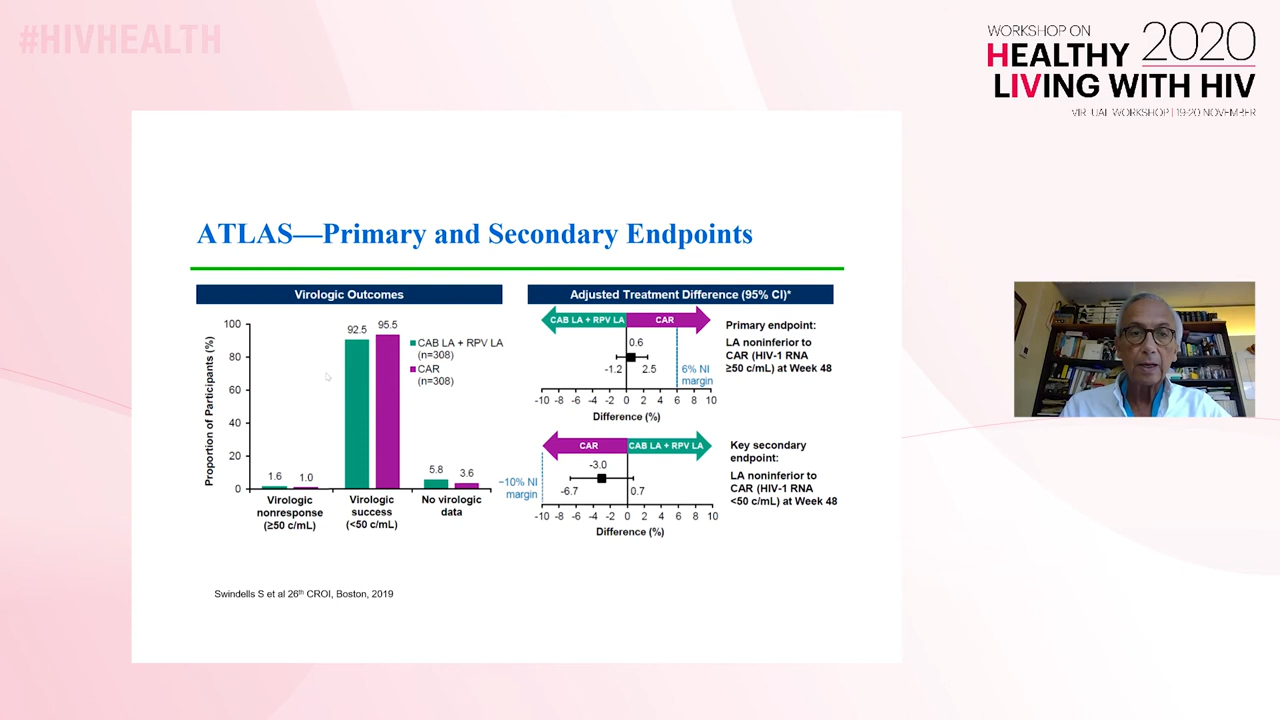 #HIVHEALTH
WORKSHOP ON 2020
HEALTHY
LIVING WITH HIV
VIRTUAL WORKSHOP | 19-20 NOVEMBER
ATLAS—Primary and Secondary Endpoints
Virologic Outcomes
Proportion of Participants (%)
100
80
60
40
20
0
1.6
1.0
92.5
95.5
5.8
3.6
CAB LA + RPV LA
(n=308)
CAR
(n=308)
Virologic
nonresponse
(≥50 c/mL)
Virologic
success
(<50 c/mL)
No virologic
data
Adjusted Treatment Difference (95% CI)*
CAB LA + RPV LA CAR
0.6
-1.2 2.5
6% NI
margin
-10 -8 -6 -4 -2 0 2 4 6 8 10
Difference (%)
Primary endpoint:
LA noninferior to
CAR (HIV-1 RNA
≥50 c/mL) at Week 48
CAR CAB LA + RPV LA
-3.0
-6.7 0.7
−10% NI
margin
-10 -8 -6 -4 -2 0 2 4 6 8 10
Difference (%)
Key secondary
endpoint:
LA noninferior to
CAR (HIV-1 RNA
<50 c/mL) at Week 48
Swindells S et al 26th CROI, Boston, 2019